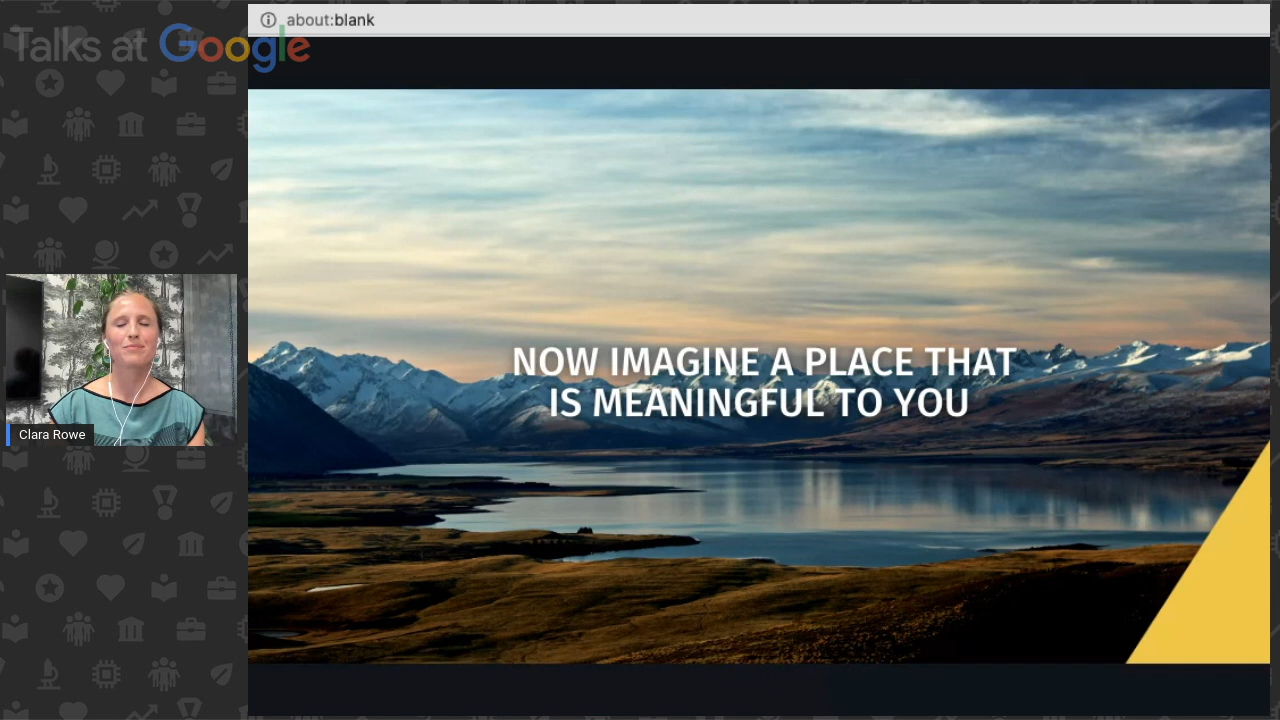 about:blank
Talks at Google
NOW IMAGINE A PLACE THAT
IS MEANINGFUL TO YOU
Clara Rowe